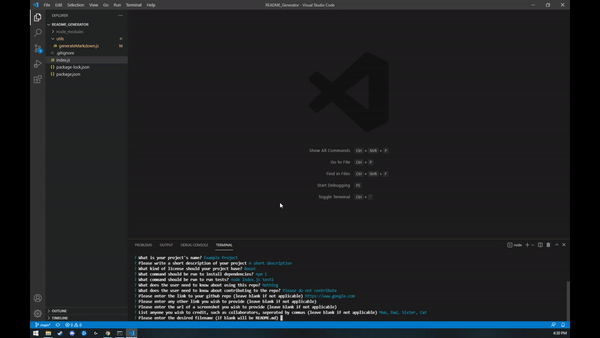 File Edit Selection View Go Run Terminal Help
README_Generator - Visual Studio Code
EXPLORER
README_GENERATOR
node_modules
utils
generateMarkdown.js M
.gitignore
index.js
package-lock.json
package.json
Show All Commands Ctrl + Shift + P
Go to File Ctrl + P
Find in Files Ctrl + Shift + F
Start Debugging F5
Toggle Terminal Ctrl + `
PROBLEMS OUTPUT DEBUG CONSOLE TERMINAL
node
? What is your project's name? Example Project
? Please write a short description of your project A short description
? What kind of license should your project have?
? What command should be run to install dependencies? npm i
? What command should be run to run tests? node index.js tests
? What does the user need to know about using this repo? Nothing
? What does the user need to know about contributing to the repo? Please do not contribute
? Please enter the link to your github repo (leave blank if not applicable) https://www.google.com
? Please enter any other link you wish to provide (leave blank if not applicable)
? Please enter the url of a screenshot you wish to provide (leave blank if not applicable)
? List anyone you wish to credit, such as collaborators, seperated by commas (leave blank if not applicable) Mom, Dad, Sister, Cat
? Please enter the desired filename (if blank will be README.md)
OUTLINE
TIMELINE
main*
0 0
4:30 PM